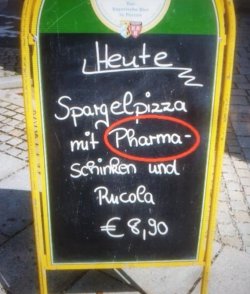 Heute
Spargelpizza
mit Pharma-
schinken und
Rucola
€ 8,90